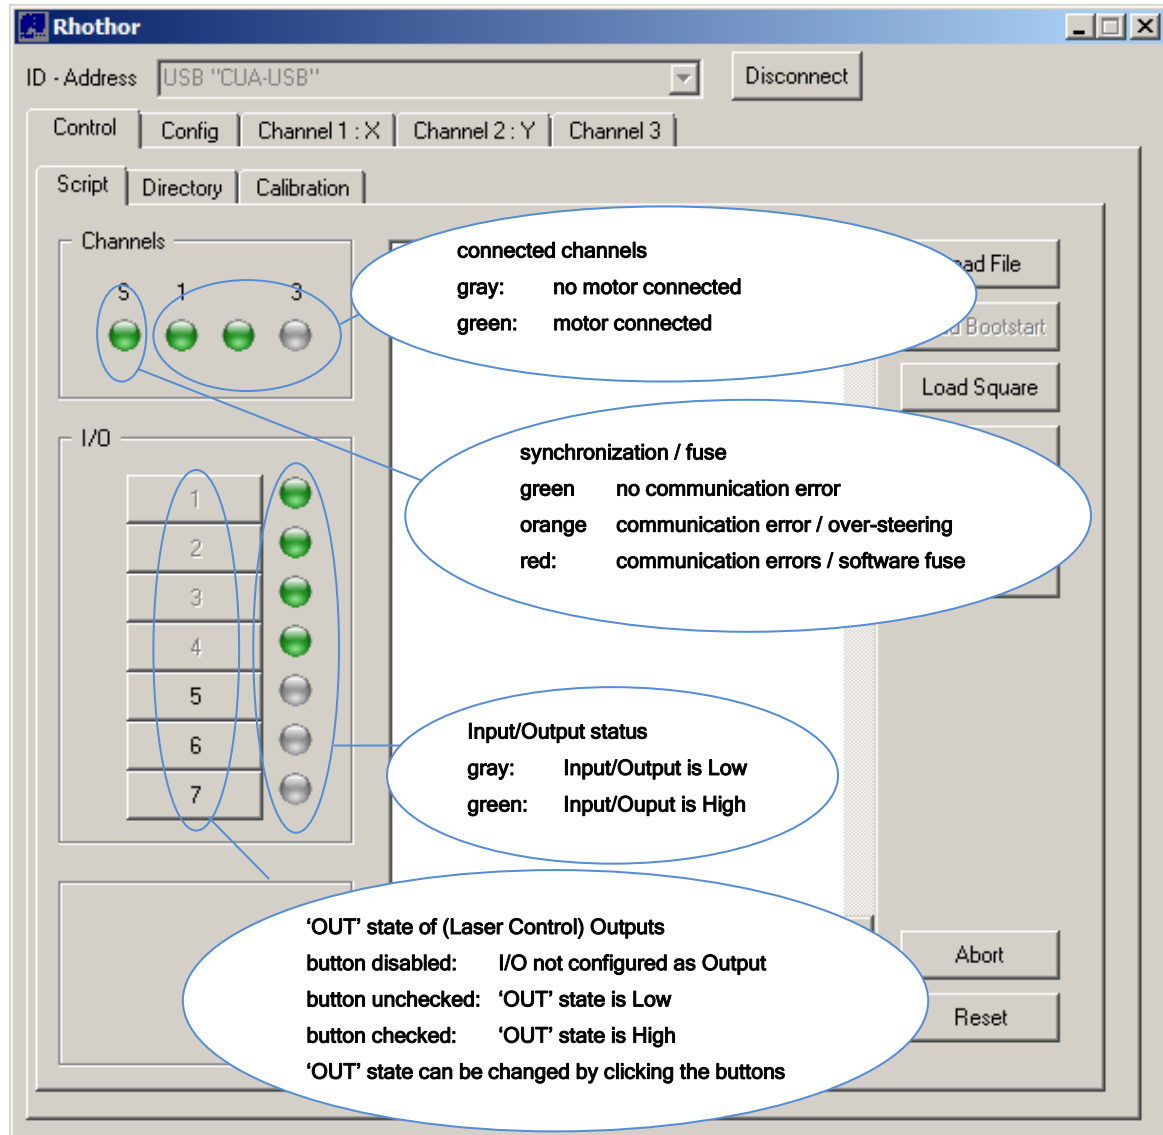 Rhothor
ID - Address USB "CUA-USB" Disconnect
Control Config Channel 1 : X Channel 2 : Y Channel 3
Script Directory Calibration
Channels
S 1 3
connected channels
gray: no motor connected
green: motor connected
File
Bootstart
Load Square
synchronization / fuse
green no communication error
orange communication error / over-steering
red: communication errors / software fuse
I/O
1
2
3
4
5
6
7
Input/Output status
gray: Input/Output is Low
green: Input/Ouput is High
‘OUT’ state of (Laser Control) Outputs
button disabled: I/O not configured as Output
button unchecked: ‘OUT’ state is Low
button checked: ‘OUT’ state is High
‘OUT’ state can be changed by clicking the buttons
Abort
Reset